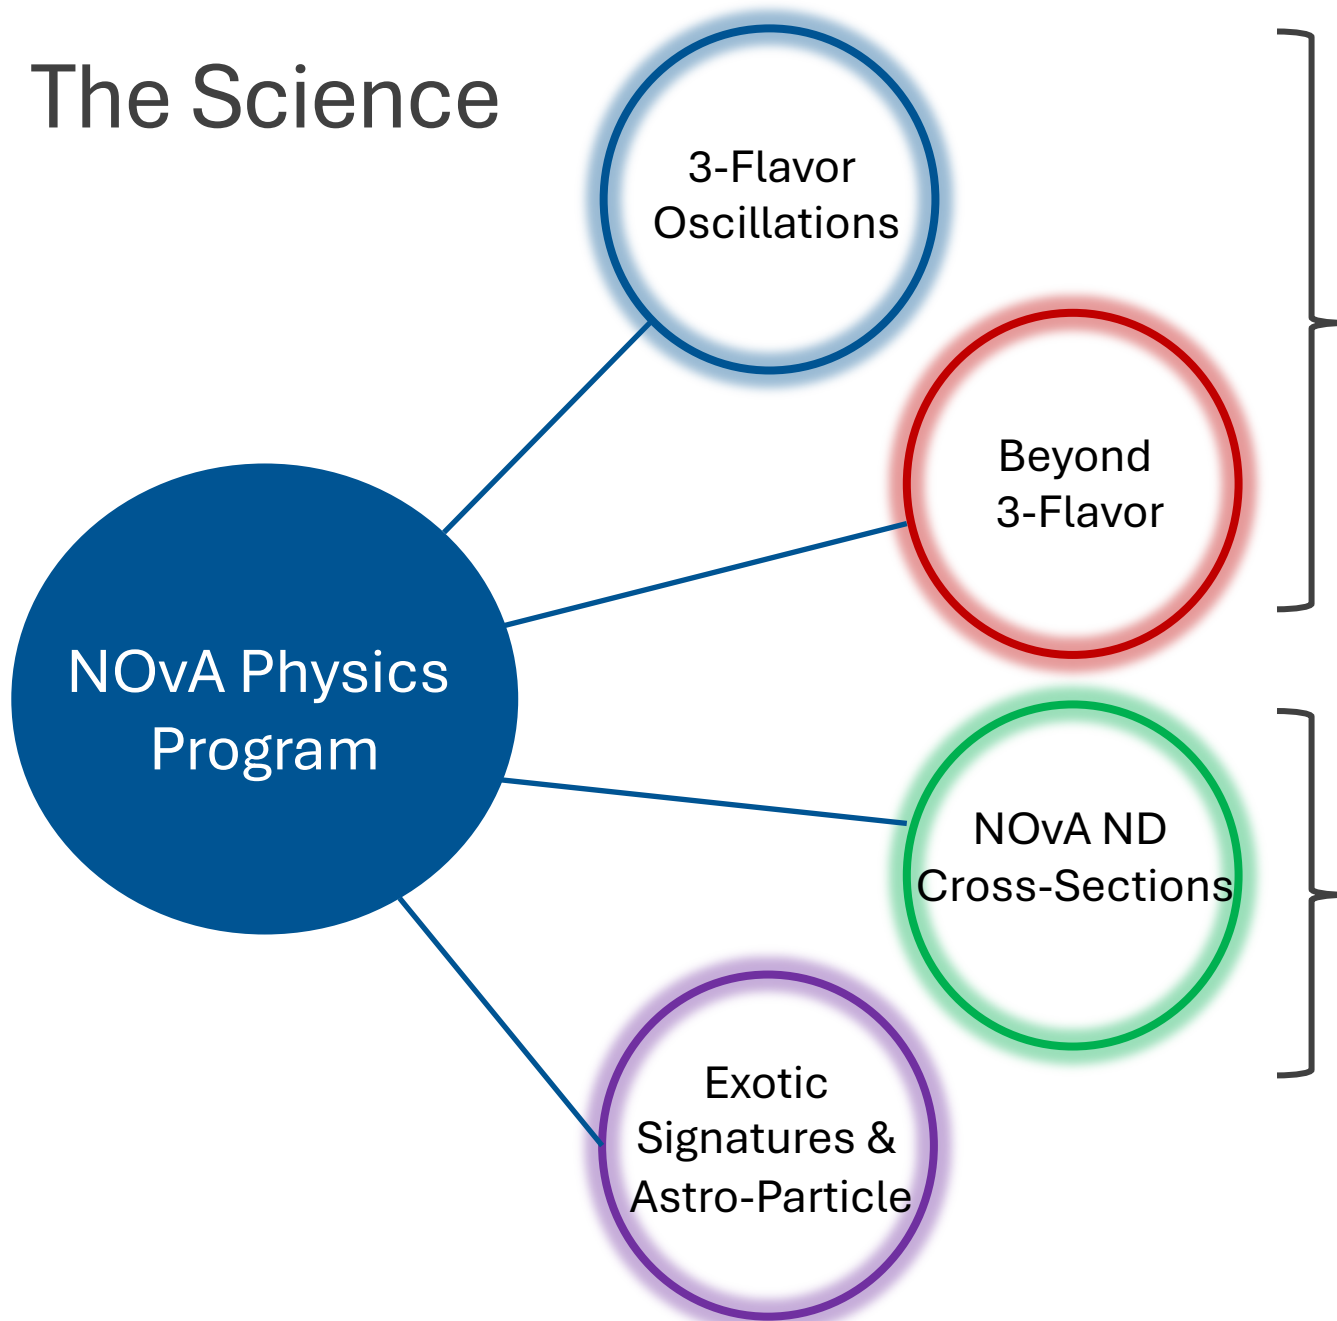 The Science
3-Flavor
Oscillations
Beyond
3-Flavor
NOvA Physics
Program
NOvA ND
Cross-Sections
Exotic
Signatures &
Astro-Particle